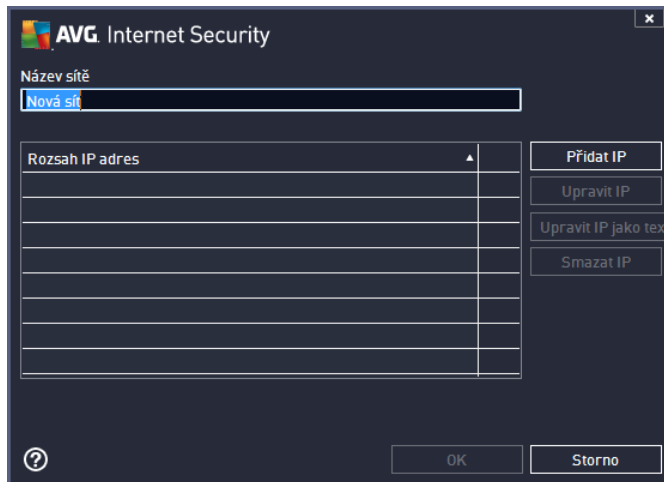 AVG. Internet Security
Název sítě
Nová síť
Rozsah IP adres
Přidat IP
Upravit IP
Upravit IP jako tex
Smazat IP
OK
Storno